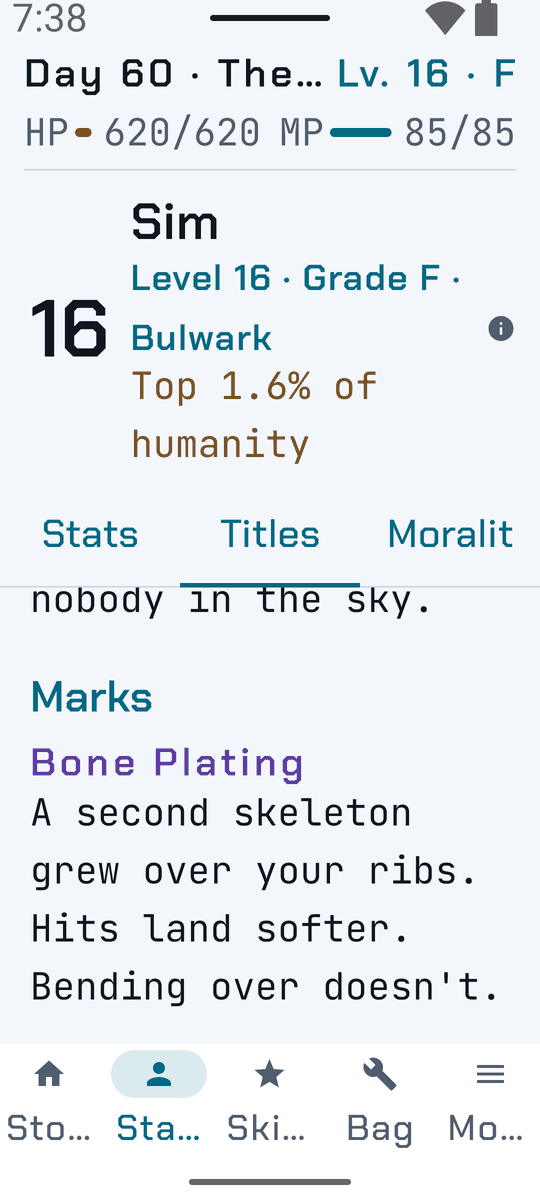 7:38
Day 60 · The… Lv. 16 · F
HP 620/620 MP 85/85
Sim
Level 16 · Grade F ·
Bulwark
16
Top 1.6% of
humanity
Stats Titles Moralit
nobody in the sky.
Marks
Bone Plating
A second skeleton
grew over your ribs.
Hits land softer.
Bending over doesn't.
Sto… Sta… Ski… Bag Mo…